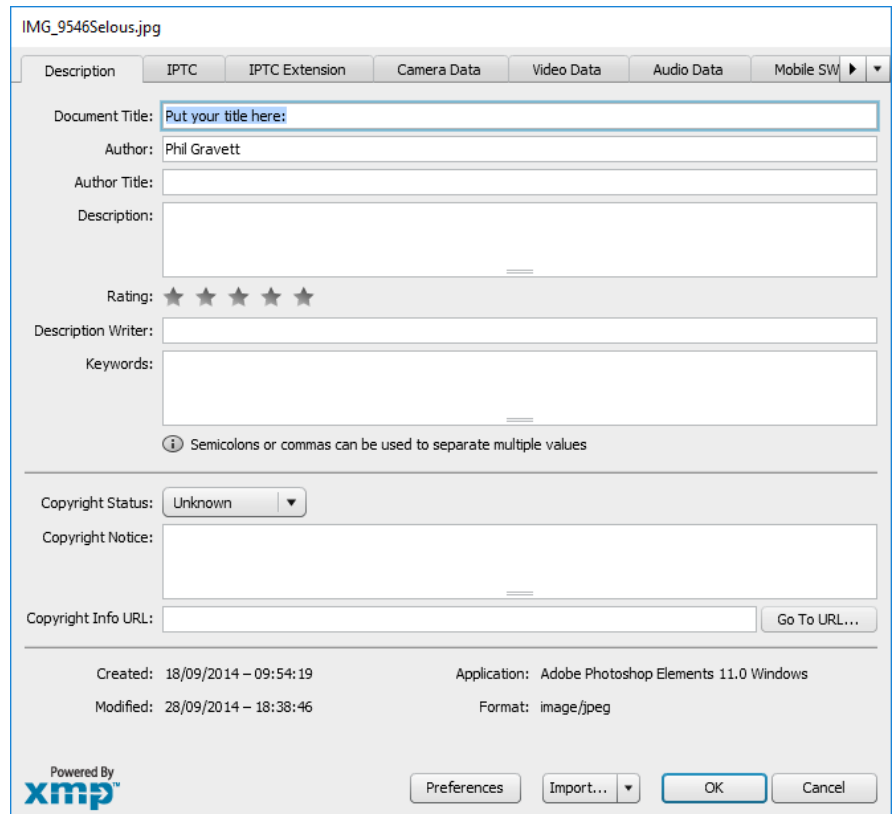 IMG_9546Selous.jpg
Description IPTC IPTC Extension Camera Data Video Data Audio Data Mobile SW
Document Title: Put your title here:
Author: Phil Gravett
Author Title:
Description:
Rating:
Description Writer:
Keywords:
Semicolons or commas can be used to separate multiple values
Copyright Status: Unknown
Copyright Notice:
Copyright Info URL: Go To URL...
Created: 18/09/2014 – 09:54:19 Application: Adobe Photoshop Elements 11.0 Windows
Modified: 28/09/2014 – 18:38:46 Format: image/jpeg
Powered By
xmp™ Preferences Import... OK Cancel